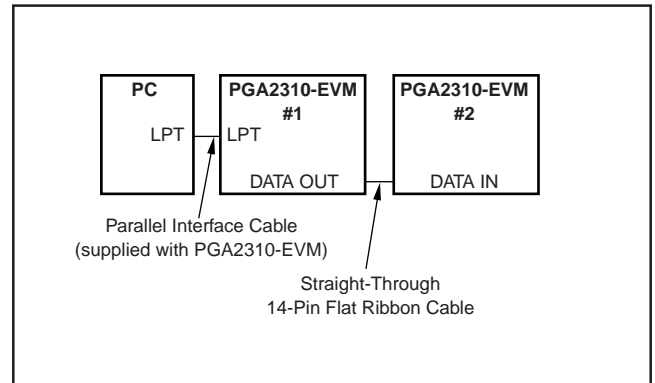 PC
LPT
PGA2310-EVM
#1
LPT
DATA OUT
PGA2310-EVM
#2
DATA IN
Parallel Interface Cable
(supplied with PGA2310-EVM)
Straight-Through
14-Pin Flat Ribbon Cable